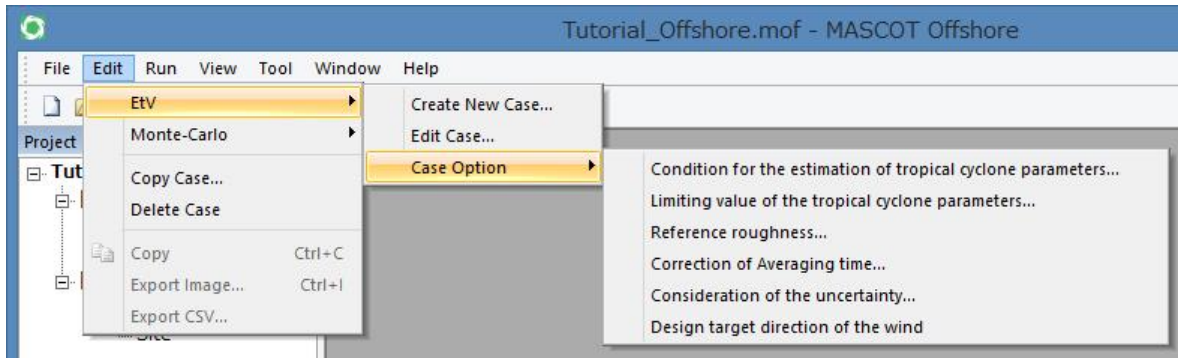 Tutorial_Offshore.mof - MASCOT Offshore
File Edit Run View Tool Window Help
Project
Tut
EtV
Monte-Carlo
Copy Case...
Delete Case
Copy Ctrl+C
Export Image... Ctrl+I
Export CSV...
Create New Case...
Edit Case...
Case Option
Condition for the estimation of tropical cyclone parameters...
Limiting value of the tropical cyclone parameters...
Reference roughness...
Correction of Averaging time...
Consideration of the uncertainty...
Design target direction of the wind